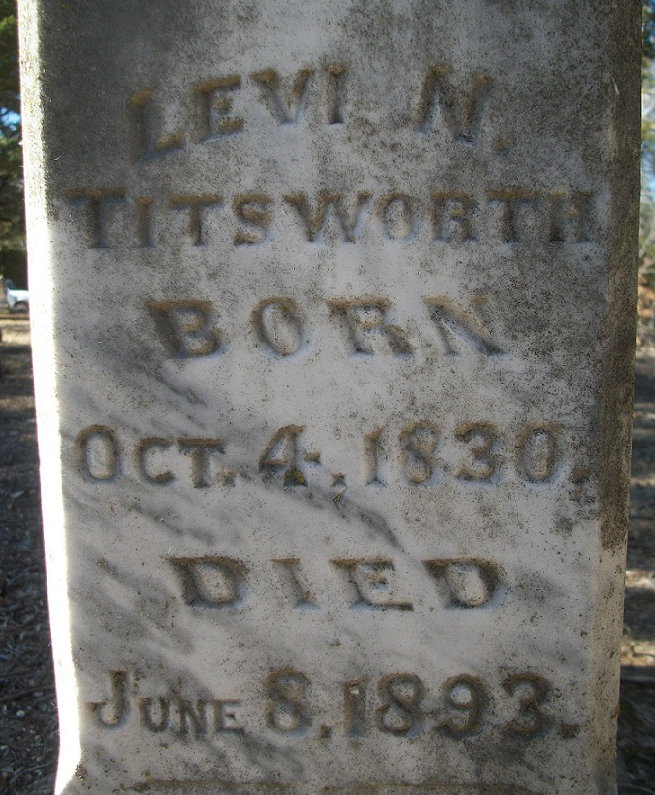 LEVI N.
TITSWORTH
BORN
OCT. 4, 1830.
DIED
JUNE 8, 1893.